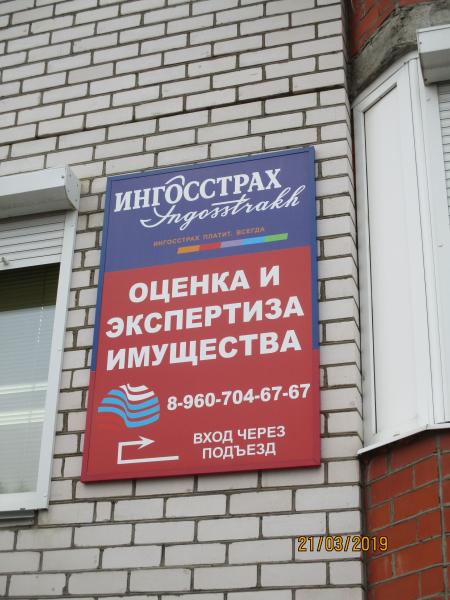 ИНГОССТРАХ
Ingosstrakh
ИНГОССТРАХ ПЛАТИТ. ВСЕГДА
ОЦЕНКА И
ЭКСПЕРТИЗА
ИМУЩЕСТВА
8-960-704-67-67
ВХОД ЧЕРЕЗ
ПОДЪЕЗД
21/03/2019